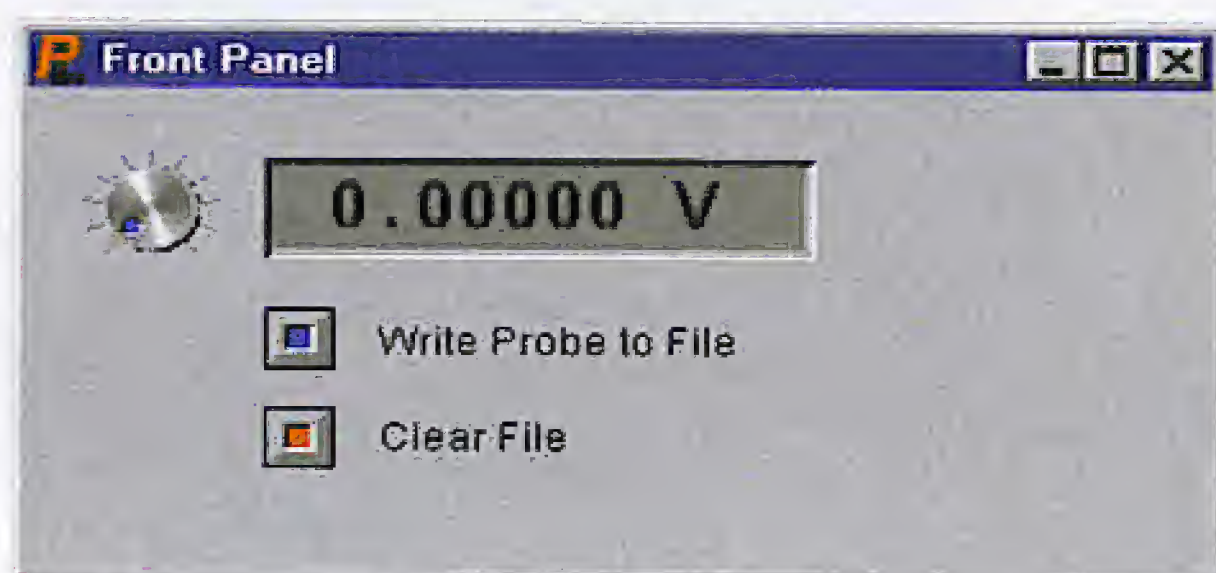 Front Panel
0.00000 V
Write Probe to File
Clear File